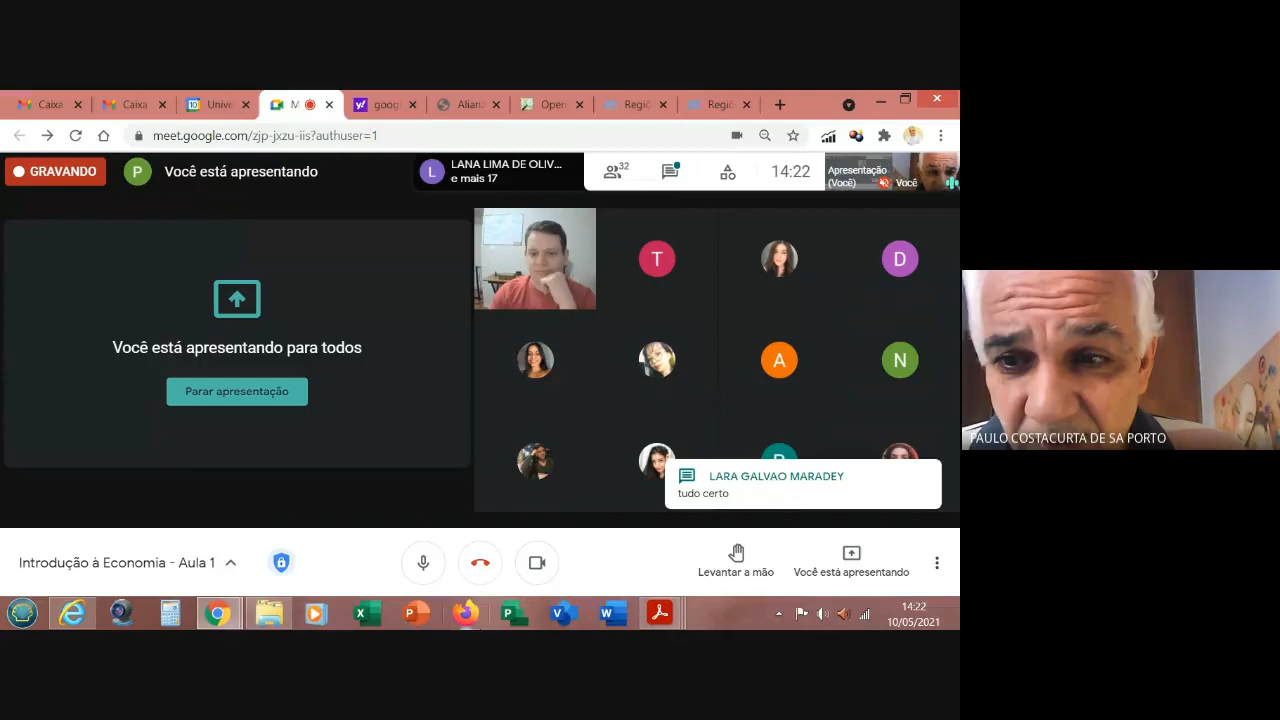 Caixa
Caixa
Unive
M
googl
Alian
Open
Regiõ
Regiõ
meet.google.com/zjp-jxzu-iis?authuser=1
GRAVANDO
P
Você está apresentando
L
LANA LIMA DE OLIV...
e mais 17
32
14:22
Apresentação
(Você)
Você
T
D
Você está apresentando para todos
Parar apresentação
A
N
LARA GALVAO MARADEY
tudo certo
PAULO COSTACURTA DE SA PORTO
Introdução à Economia - Aula 1
Levantar a mão
Você está apresentando
14:22
10/05/2021